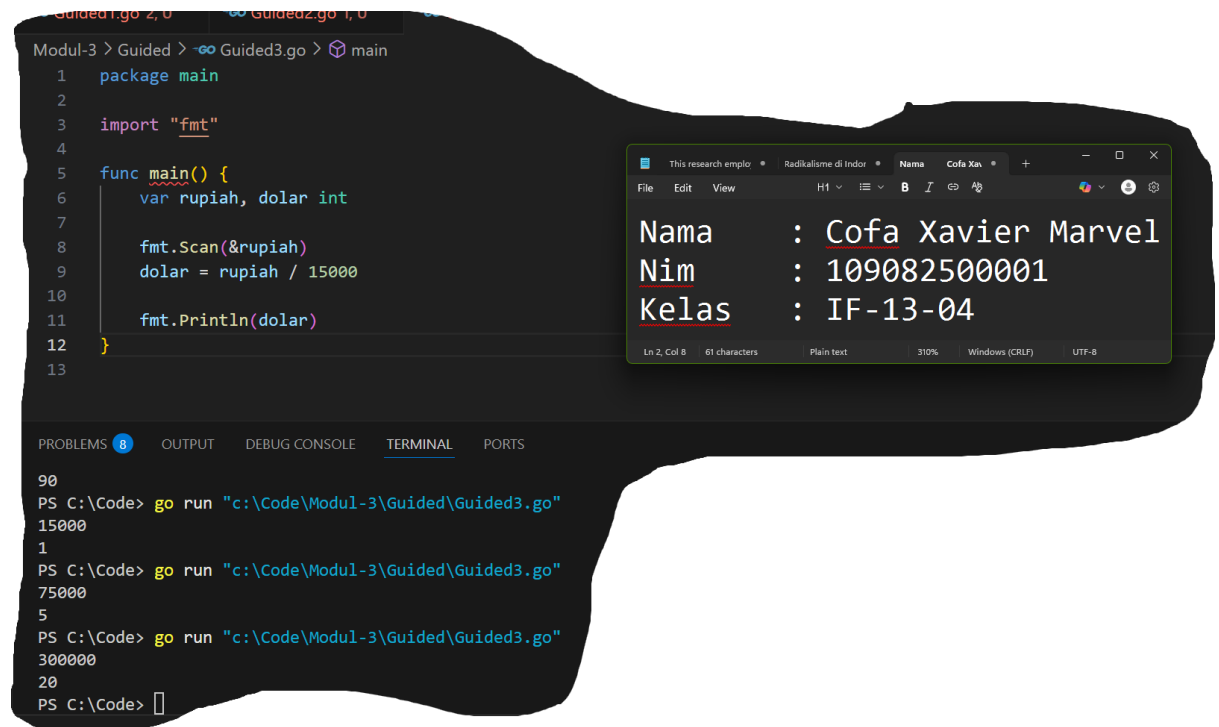 Guided1.go 2, U Guided2.go 1, U
Modul-3 > Guided > Guided3.go > main
1 package main
2
3 import "fmt"
4
5 func main() {
6 var rupiah, dolar int
7
8 fmt.Scan(&rupiah)
9 dolar = rupiah / 15000
10
11 fmt.Println(dolar)
12 }
13
This research employ Radikalisme di Indor Nama Cofa Xav
File Edit View H1 B I
Nama : Cofa Xavier Marvel
Nim : 109082500001
Kelas : IF-13-04
Ln 2, Col 8 61 characters Plain text 310% Windows (CRLF) UTF-8
PROBLEMS 8 OUTPUT DEBUG CONSOLE TERMINAL PORTS
90
PS C:\Code> go run "c:\Code\Modul-3\Guided\Guided3.go"
15000
1
PS C:\Code> go run "c:\Code\Modul-3\Guided\Guided3.go"
75000
5
PS C:\Code> go run "c:\Code\Modul-3\Guided\Guided3.go"
300000
20
PS C:\Code>